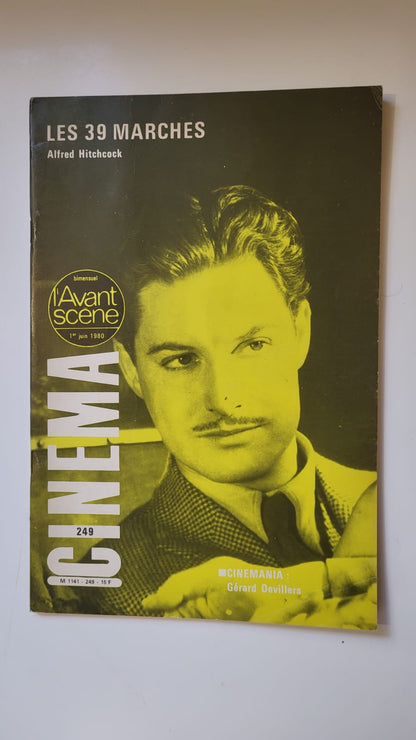 LES 39 MARCHES
Alfred Hitchcock
bimensuel
l'Avant
scène
1er juin 1980
CINEMA
249
M 1141 - 249 - 15 F
CINEMANIA :
Gérard Devillers